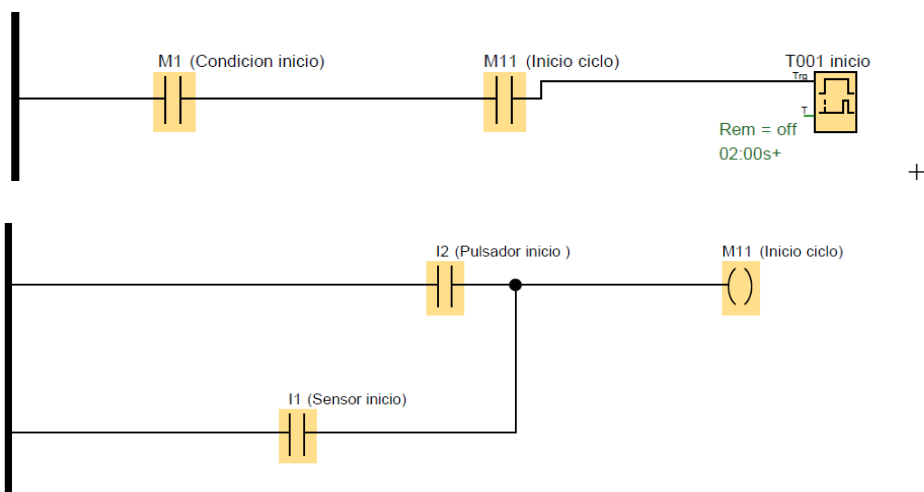 M1 (Condicion inicio)
M11 (Inicio ciclo)
T001 inicio
Trg
T
Rem = off
02:00s+
I2 (Pulsador inicio )
M11 (Inicio ciclo)
I1 (Sensor inicio)